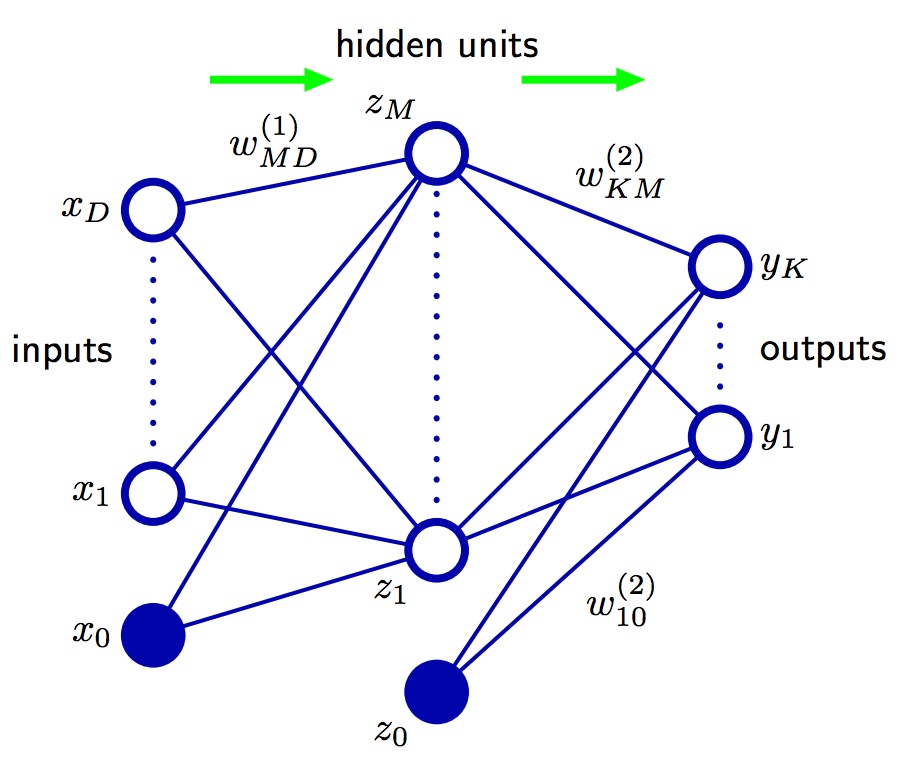 hidden units
z_M
w_{MD}^{(1)}
w_{KM}^{(2)}
x_D
y_K
inputs
outputs
y_1
x_1
z_1
w_{10}^{(2)}
x_0
z_0